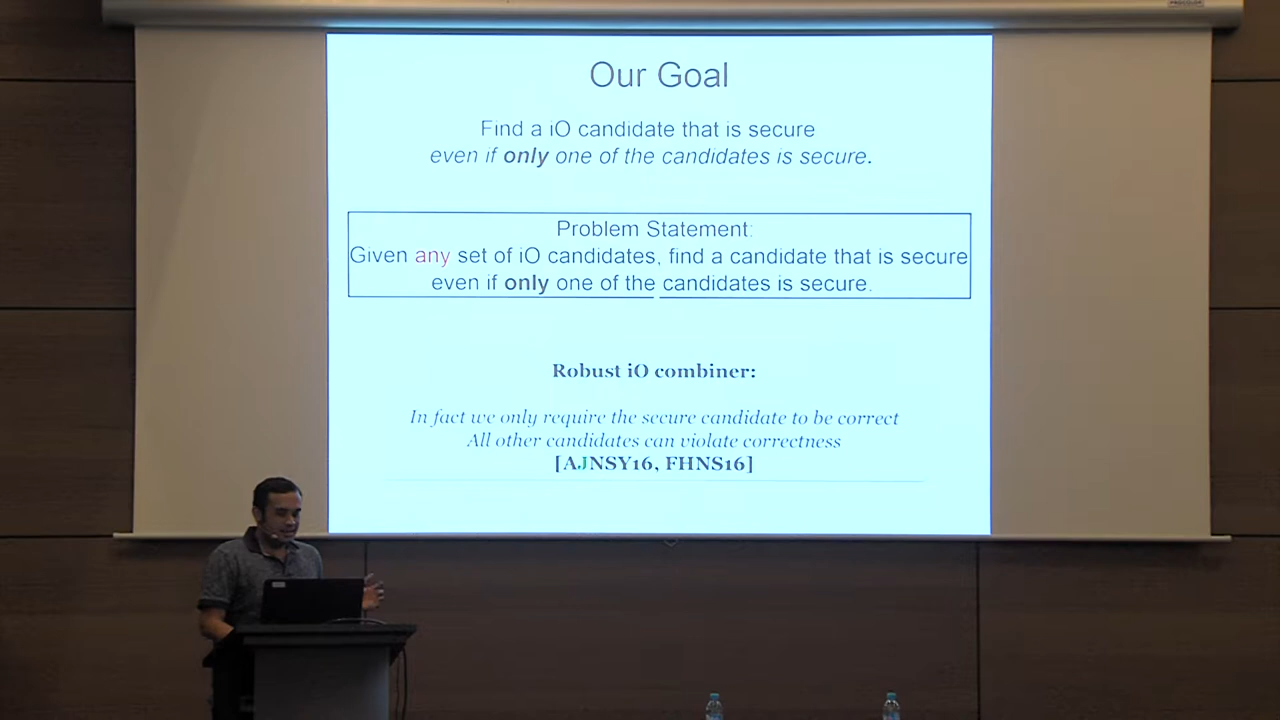 Our Goal
Find a iO candidate that is secure
even if only one of the candidates is secure.
Problem Statement:
Given any set of iO candidates, find a candidate that is secure
even if only one of the candidates is secure.
Robust iO combiner:
In fact we only require the secure candidate to be correct
All other candidates can violate correctness
[AJNSY16, FHNS16]